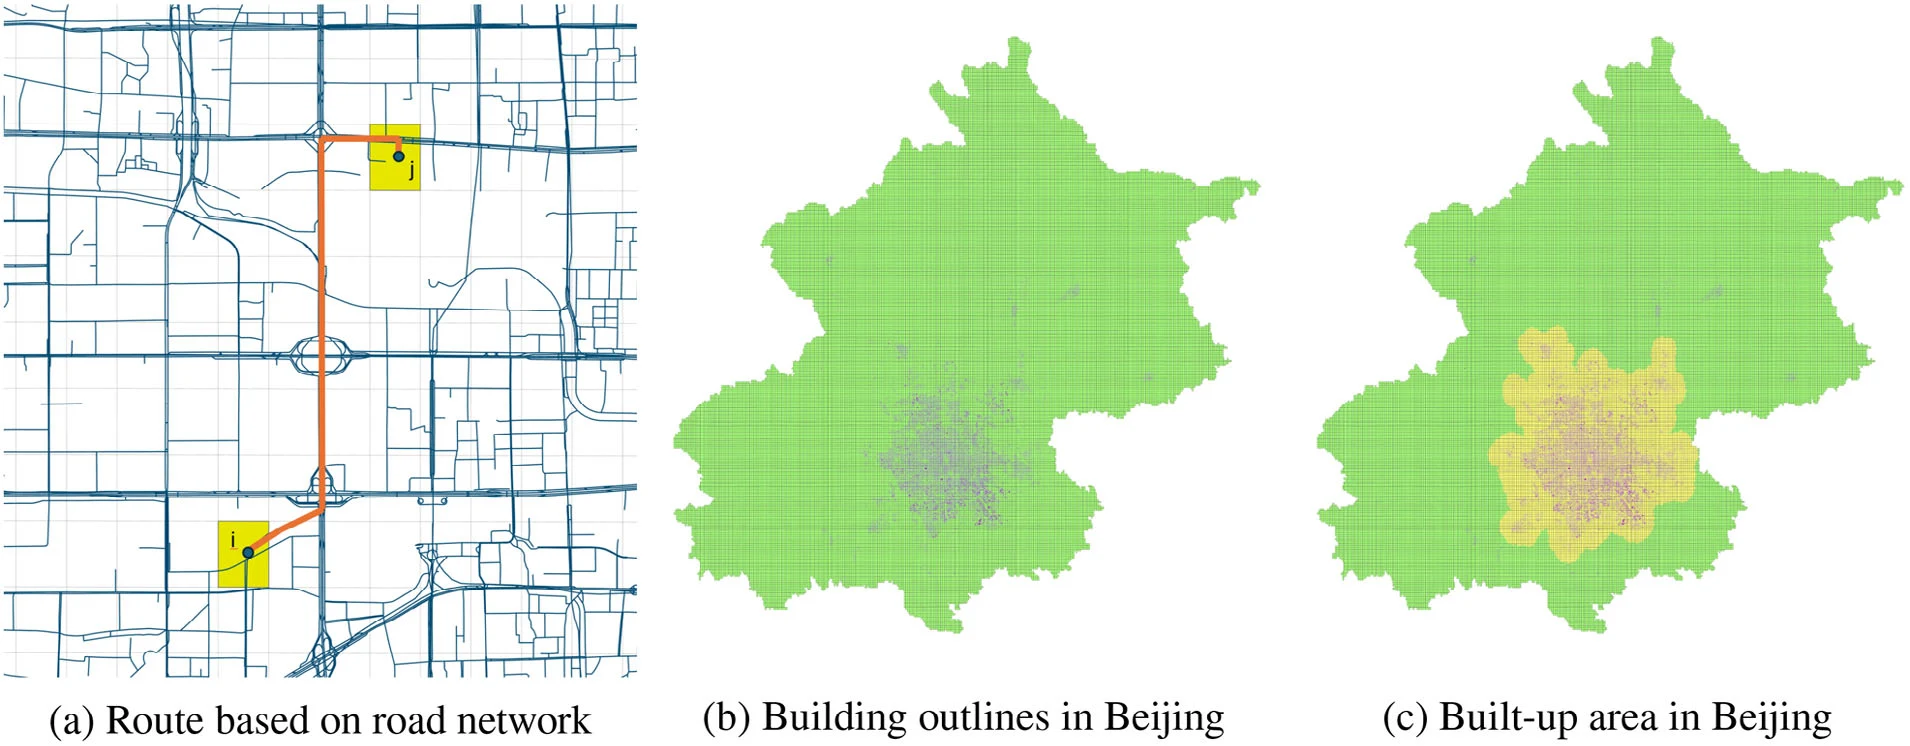 j
i
(a) Route based on road network
(b) Building outlines in Beijing
(c) Built-up area in Beijing